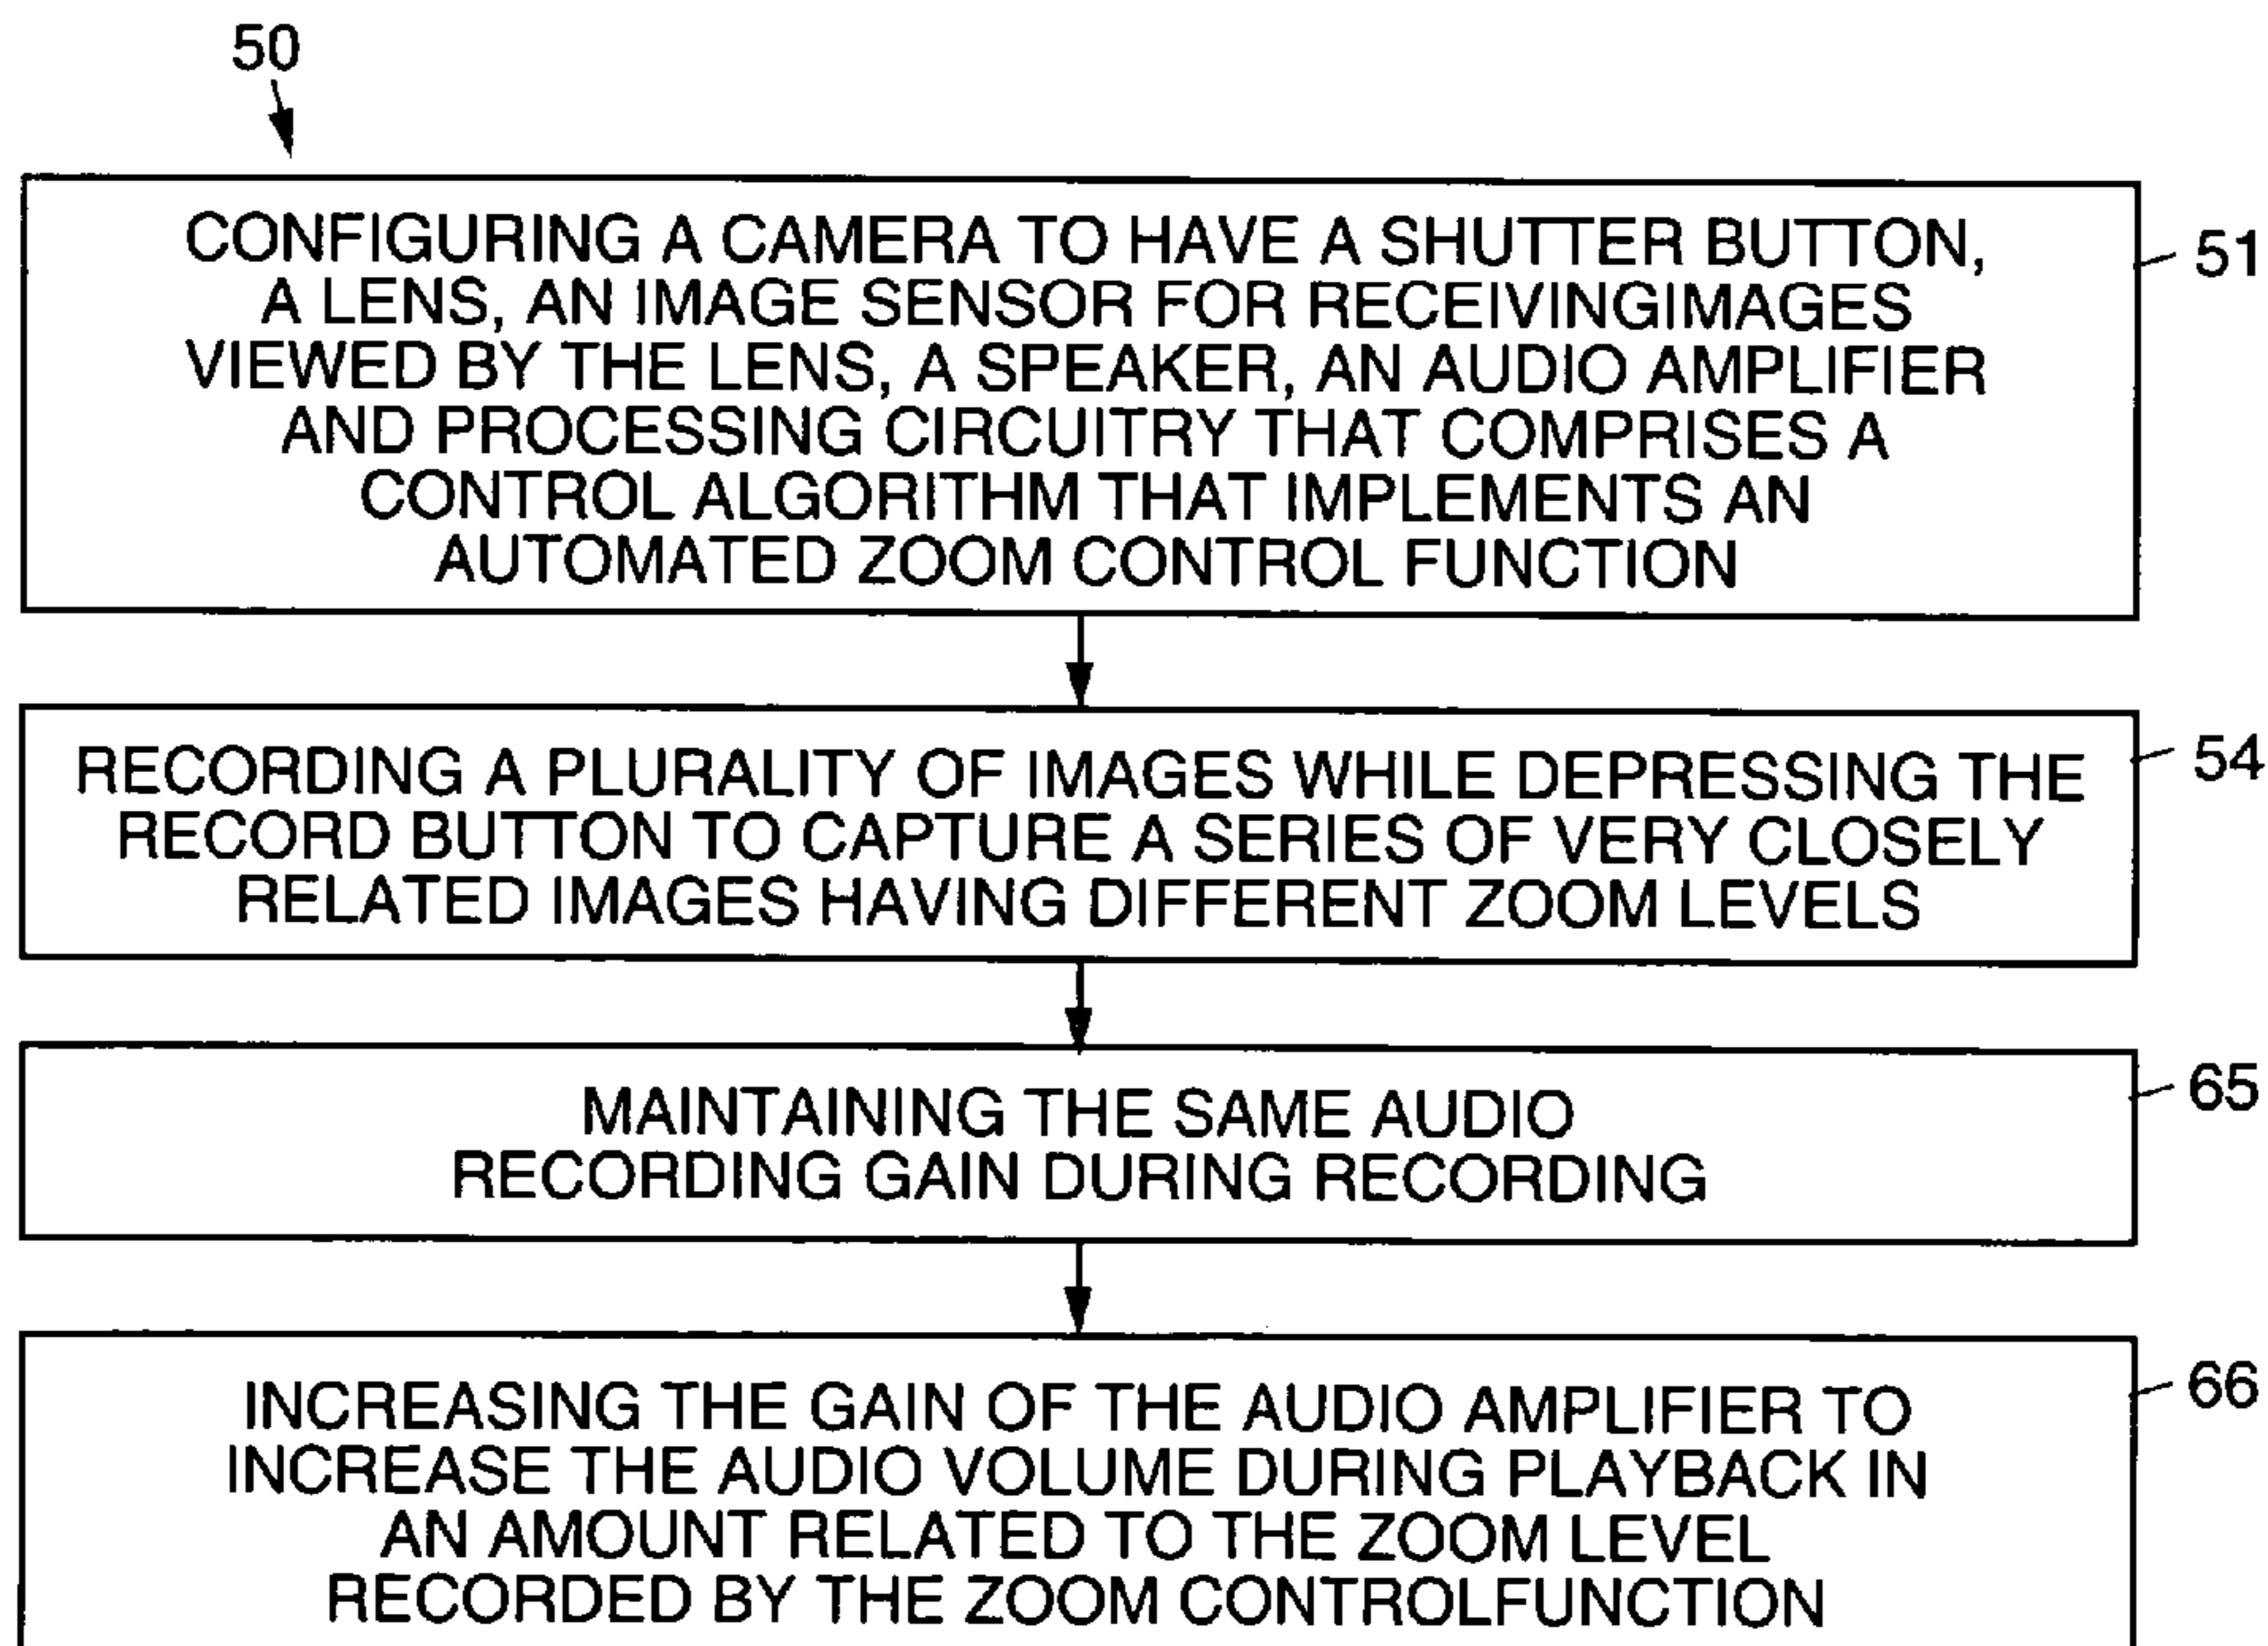 50
CONFIGURING A CAMERA TO HAVE A SHUTTER BUTTON,
A LENS, AN IMAGE SENSOR FOR RECEIVINGIMAGES
VIEWED BY THE LENS, A SPEAKER, AN AUDIO AMPLIFIER
AND PROCESSING CIRCUITRY THAT COMPRISES A
CONTROL ALGORITHM THAT IMPLEMENTS AN
AUTOMATED ZOOM CONTROL FUNCTION
51
RECORDING A PLURALITY OF IMAGES WHILE DEPRESSING THE
RECORD BUTTON TO CAPTURE A SERIES OF VERY CLOSELY
RELATED IMAGES HAVING DIFFERENT ZOOM LEVELS
54
MAINTAINING THE SAME AUDIO
RECORDING GAIN DURING RECORDING
65
INCREASING THE GAIN OF THE AUDIO AMPLIFIER TO
INCREASE THE AUDIO VOLUME DURING PLAYBACK IN
AN AMOUNT RELATED TO THE ZOOM LEVEL
RECORDED BY THE ZOOM CONTROLFUNCTION
66